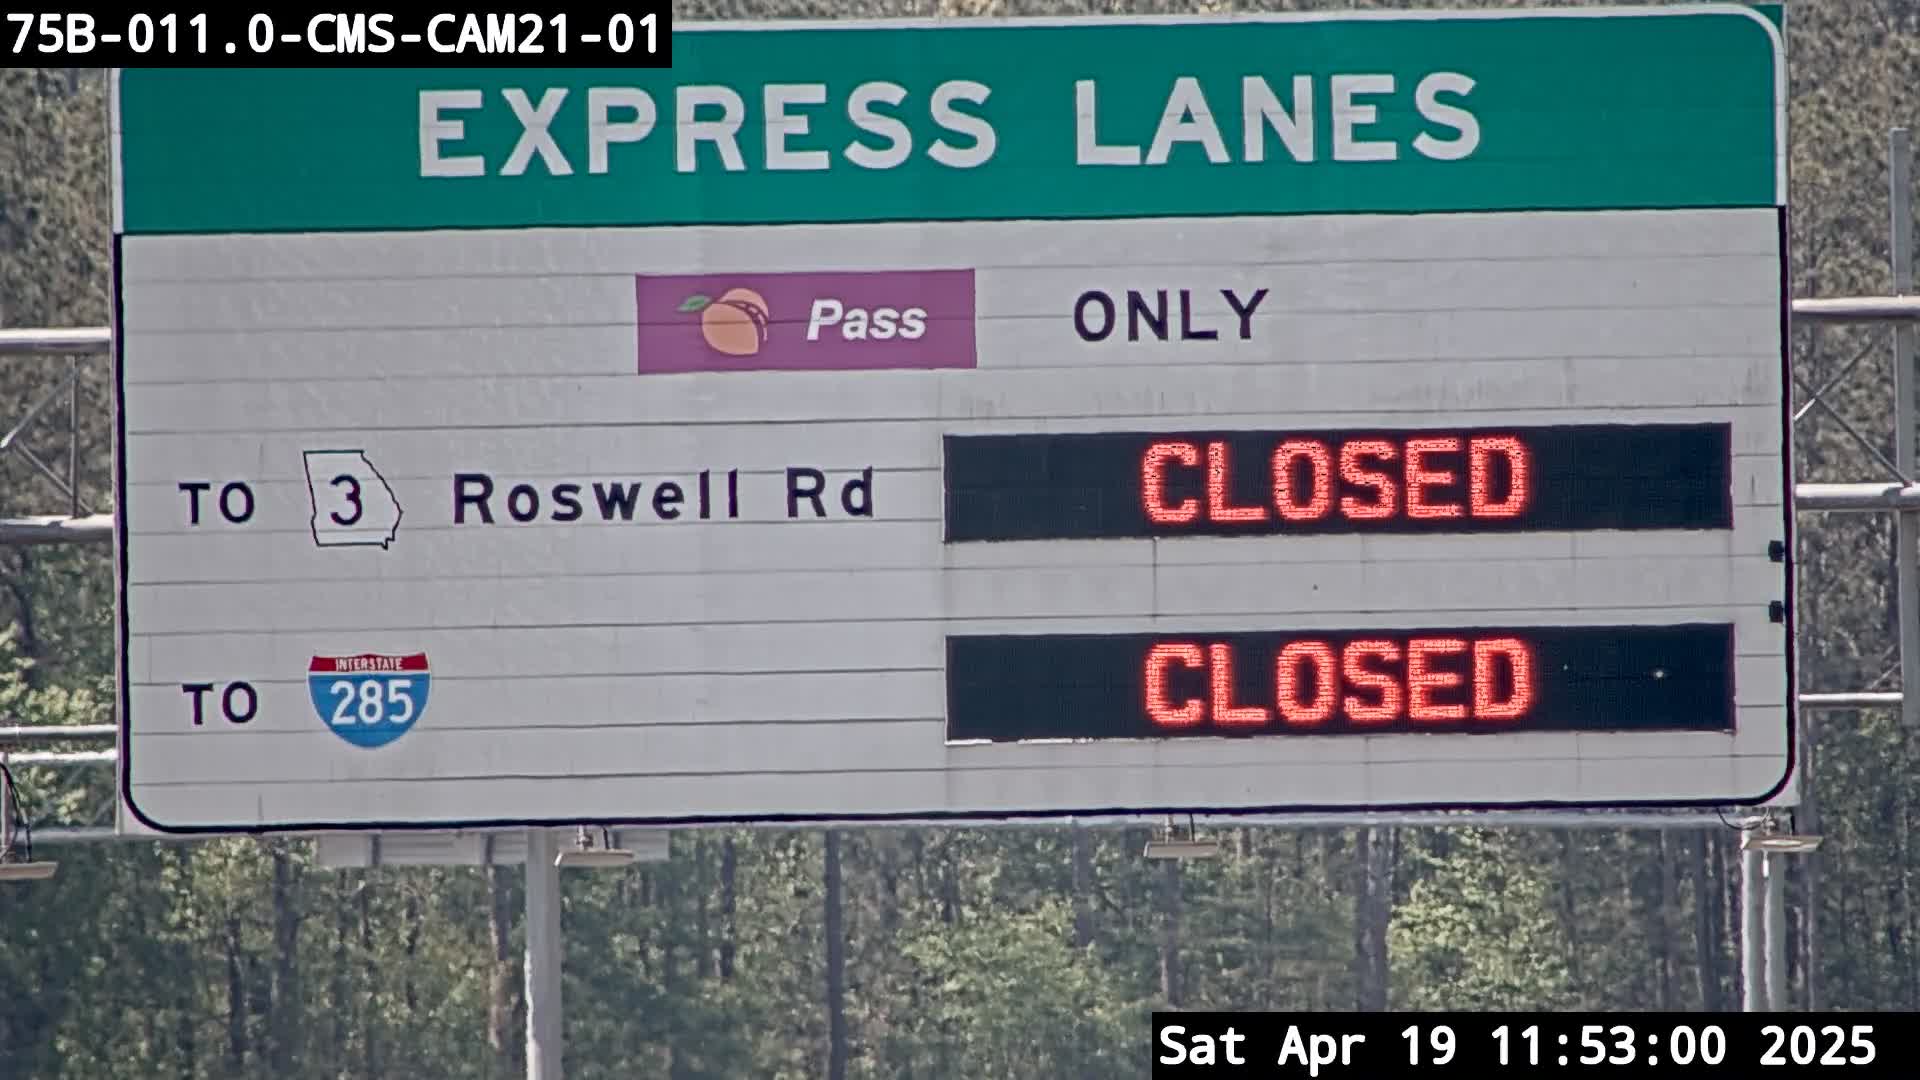 75B-011.0-CMS-CAM21-01
EXPRESS LANES
Pass ONLY
TO 3 Roswell Rd CLOSED
TO INTERSTATE 285 CLOSED
Sat Apr 19 11:53:00 2025